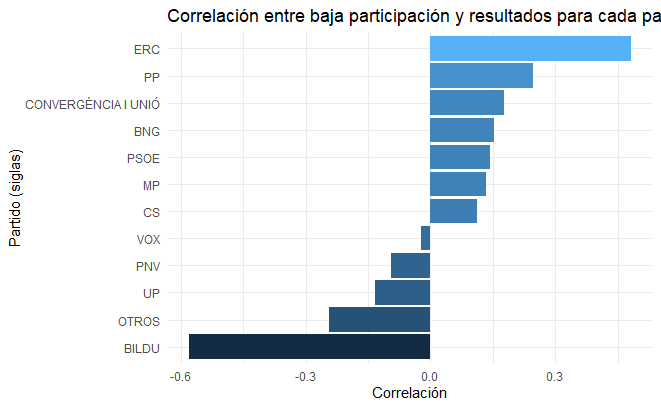 Correlación entre baja participación y resultados para cada pa
ERC
PP
CONVERGÈNCIA I UNIÓ
BNG
PSOE
MP
CS
VOX
PNV
UP
OTROS
BILDU
Partido (siglas)
-0.6
-0.3
0.0
0.3
Correlación